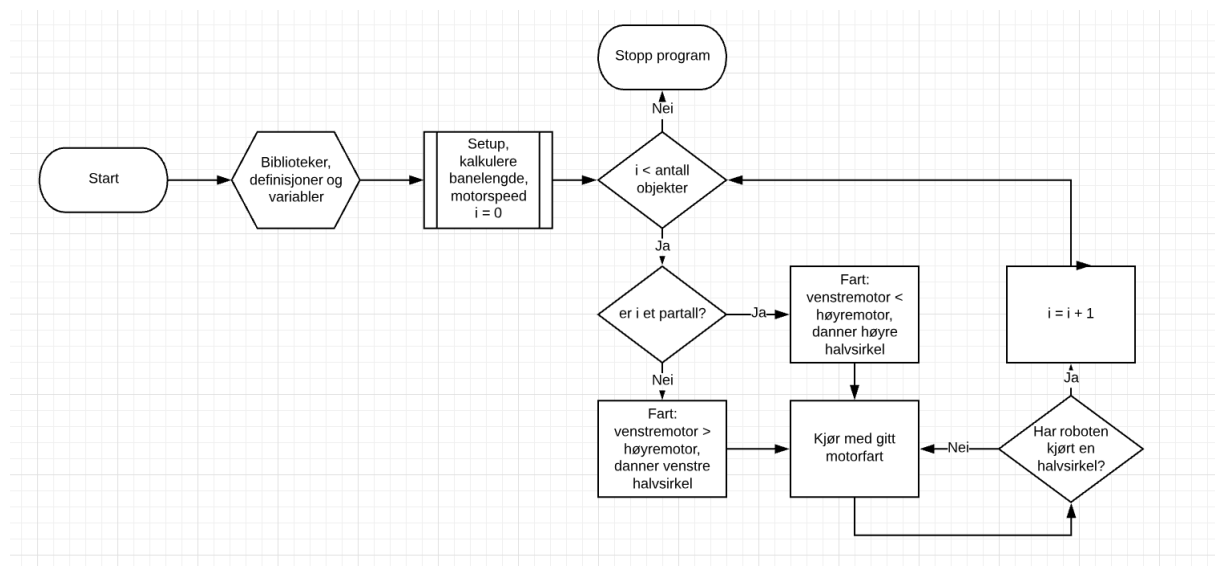 Stopp program
Nei
Start
Biblioteker,
definisjoner og
variabler
Setup,
kalkulere
banelengde,
motorspeed
i = 0
i < antall
objekter
Ja
er i et partall?
Ja
Fart:
venstremotor <
høyremotor,
danner høyre
halvsirkel
i = i + 1
Nei
Ja
Fart:
venstremotor >
høyremotor,
danner venstre
halvsirkel
Kjør med gitt
motorfart
Nei
Har roboten
kjørt en
halvsirkel?